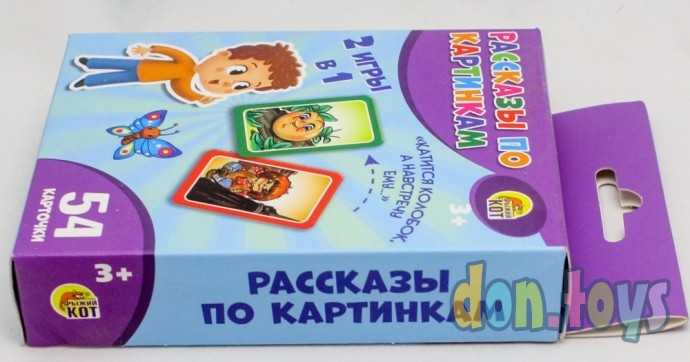 РАССКАЗЫ ПО
КАРТИНКАМ
2 ИГРЫ
В 1
«КАТИТСЯ КОЛОБОК,
А НАВСТРЕЧУ
ЕМУ...»
3+
РЫЖИЙ
КОТ
54
КАРТОЧКИ
РАССКАЗЫ
ПО КАРТИНКАМ
3+
РЫЖИЙ
КОТ
don.toys